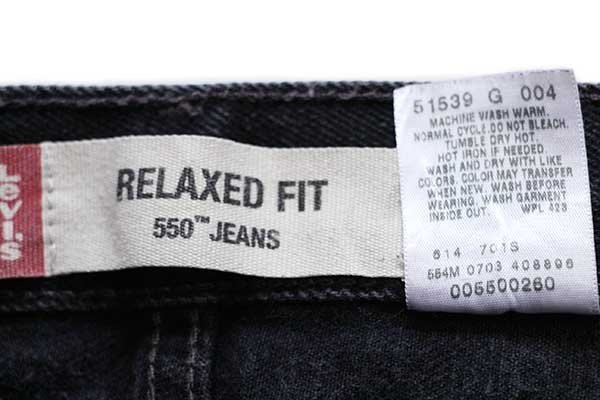 Levi's
RELAXED FIT
550™ JEANS
51539 G 004
MACHINE WASH WARM.
NORMAL CYCLE. DO NOT BLEACH.
TUMBLE DRY HOT.
HOT IRON IF NEEDED.
WASH AND DRY WITH LIKE
COLORS. COLOR MAY TRANSFER
WHEN NEW. WASH BEFORE
WEARING. WASH GARMENT
INSIDE OUT. WPL 423
614 701S
554M 0703 408896
005500260